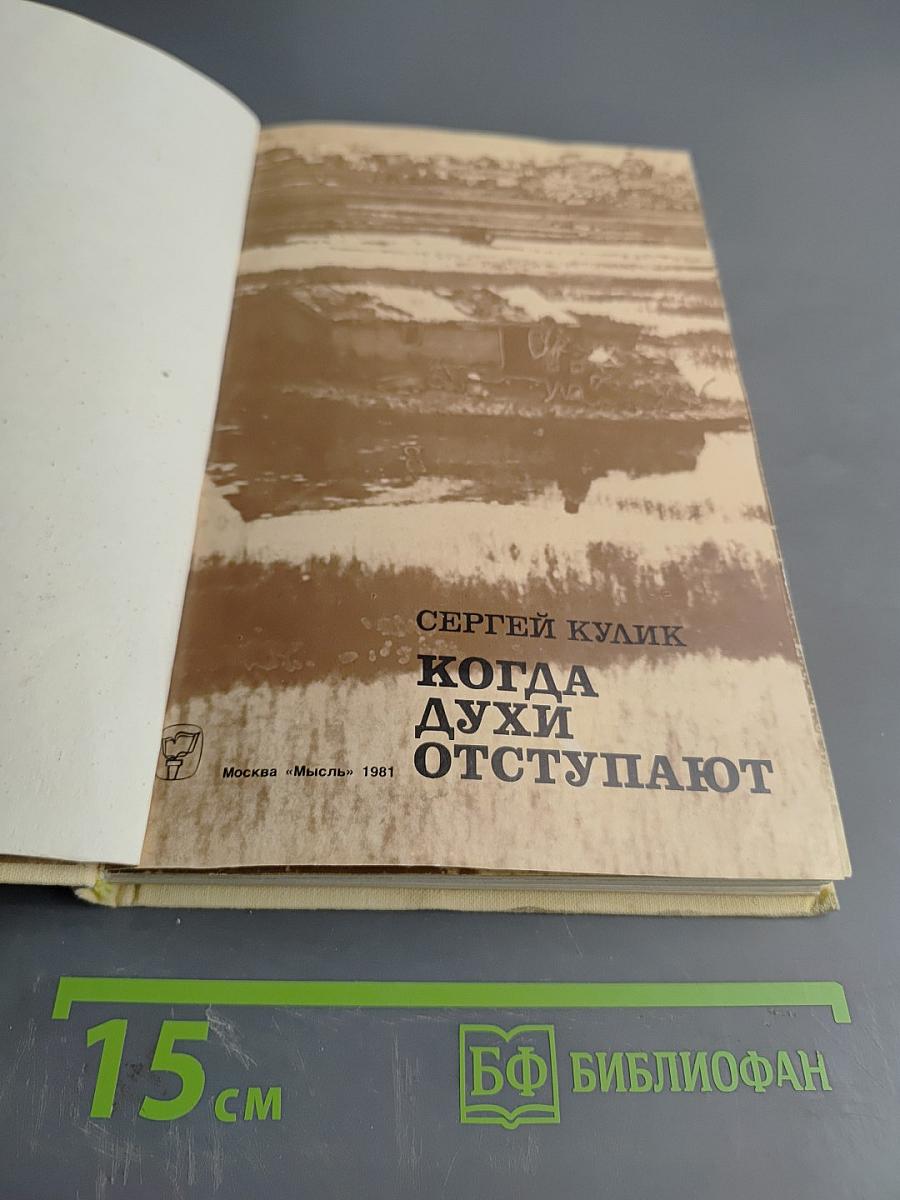 СЕРГЕЙ КУЛИК
КОГДА
ДУХИ
ОТСТУПАЮТ
Москва «Мысль» 1981
15 см
БФ БИБЛИОФАН